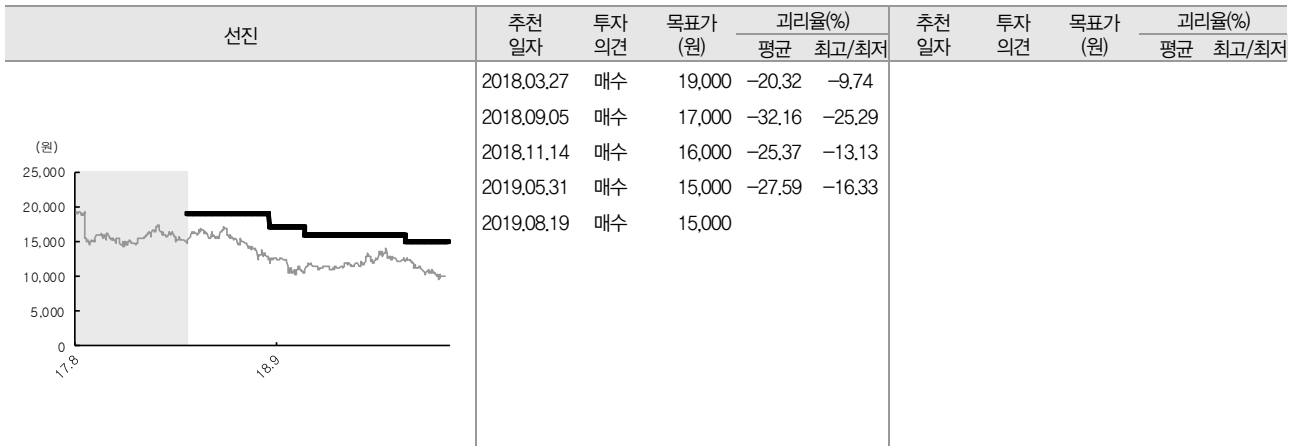 선진
추천 일자 투자 의견 목표가 (원) 괴리율(%) 평균 최고/최저
추천 일자 투자 의견 목표가 (원) 괴리율(%) 평균 최고/최저
2018.03.27 매수 19,000 -20.32 -9.74
2018.09.05 매수 17,000 -32.16 -25.29
2018.11.14 매수 16,000 -25.37 -13.13
2019.05.31 매수 15,000 -27.59 -16.33
2019.08.19 매수 15,000
(원)
25,000
20,000
15,000
10,000
5,000
0
17.8 18.9